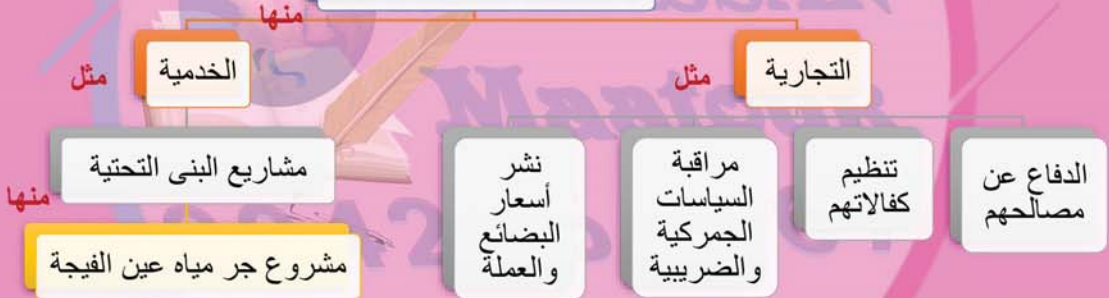 منها
التجارية
مثل
الخدمية
مثل
الدفاع عن
مصالحهم
تنظيم
كفالاتهم
مراقبة
السياسات
الجمركية
والضريبية
نشر
أسعار
البضائع
والعملة
مشاريع البنى التحتية
منها
مشروع جر مياه عين الفيجة